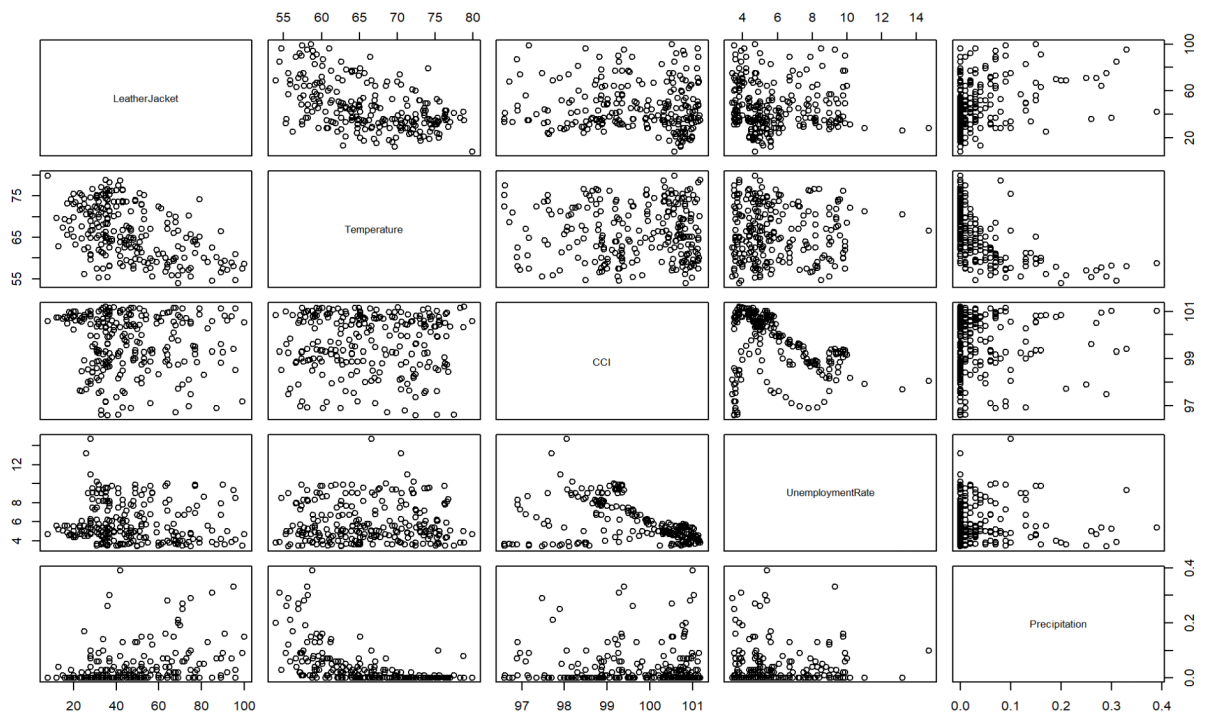 55 60 65 70 75 80
4 6 8 10 12 14
LeatherJacket
20 60 100
55 65 75
Temperature
CCI
97 99 101
4 6 8 12
UnemploymentRate
Precipitation
0.0 0.2 0.4
20 40 60 80 100
97 98 99 100 101
0.0 0.1 0.2 0.3 0.4